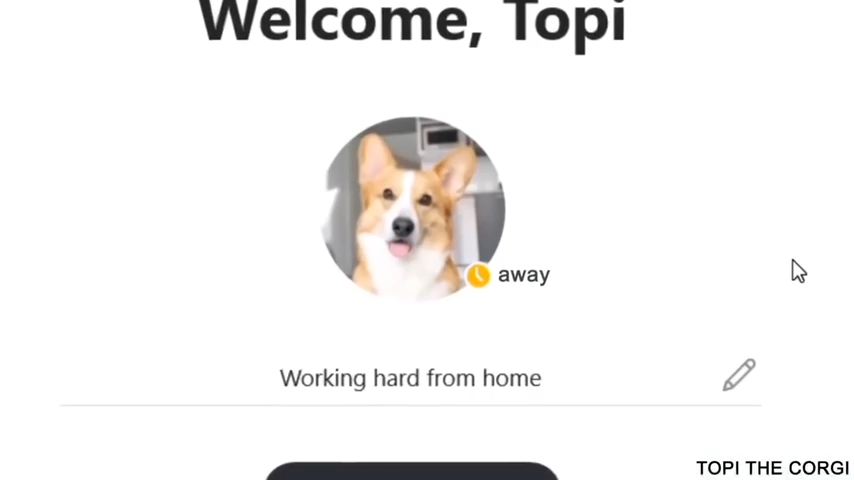 Welcome, Topi
away
Working hard from home
TOPI THE CORGI